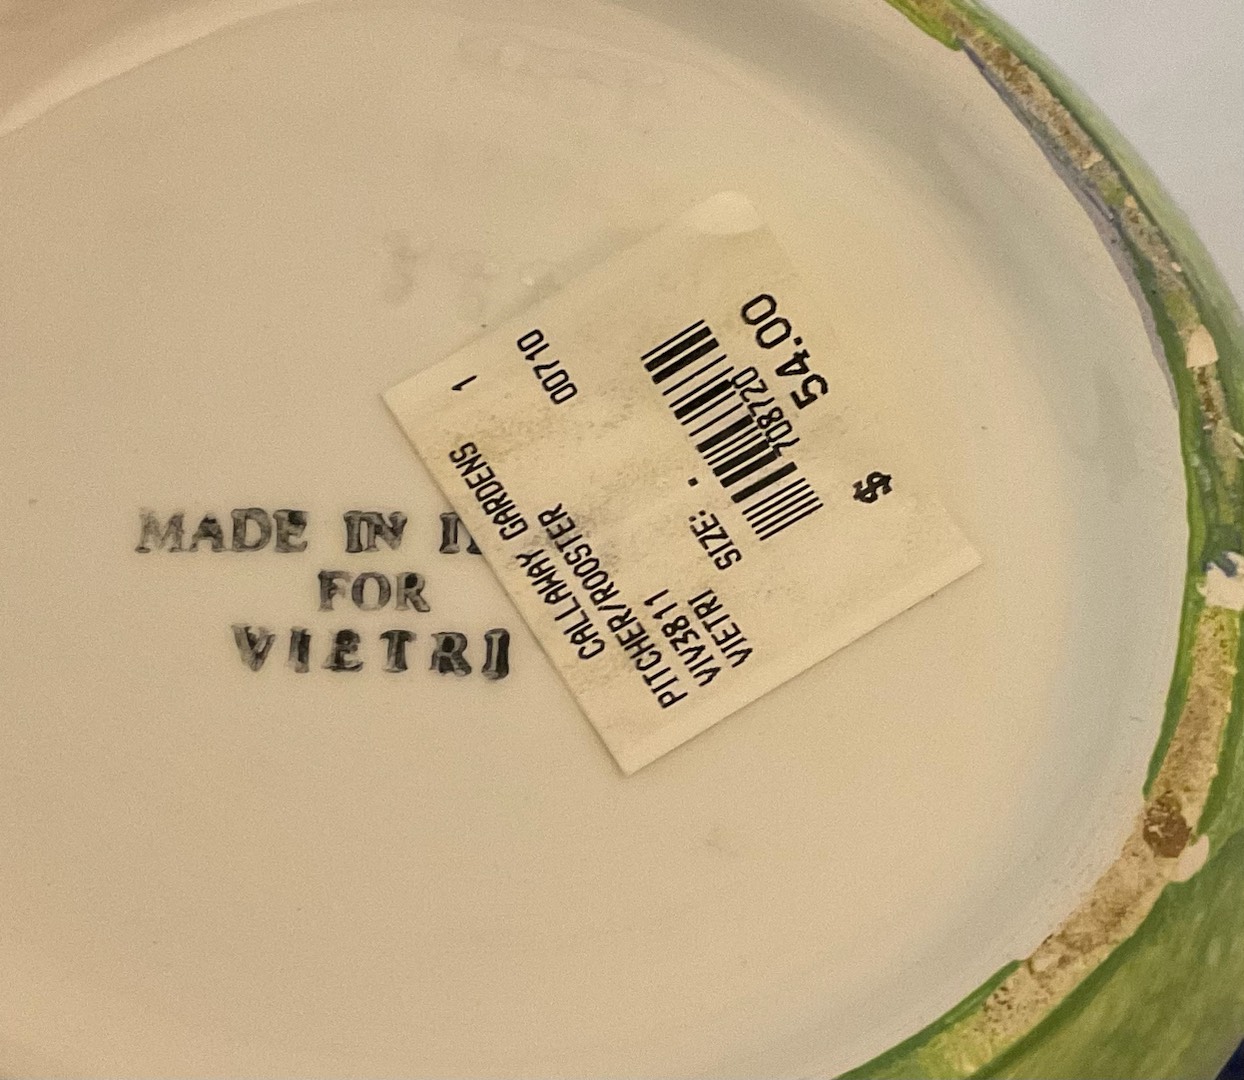 MADE IN I
FOR
VIETRI
CALLAWAY GARDENS 1
PITCHER/ROOSTER 00710
VIV3811
VIETRI SIZE: .
708720
$ 54.00